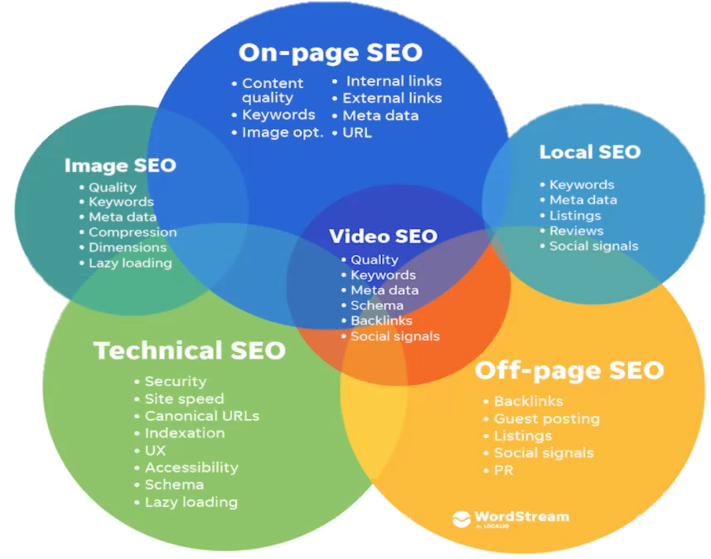 On-page SEO
• Content quality
• Keywords
• Image opt.
• Internal links
• External links
• Meta data
• URL
Image SEO
• Quality
• Keywords
• Meta data
• Compression
• Dimensions
• Lazy loading
Local SEO
• Keywords
• Meta data
• Listings
• Reviews
• Social signals
Video SEO
• Quality
• Keywords
• Meta data
• Schema
• Backlinks
• Social signals
Technical SEO
• Security
• Site speed
• Canonical URLs
• Indexation
• UX
• Accessibility
• Schema
• Lazy loading
Off-page SEO
• Backlinks
• Guest posting
• Listings
• Social signals
• PR
WordStream
by LOCALiQ